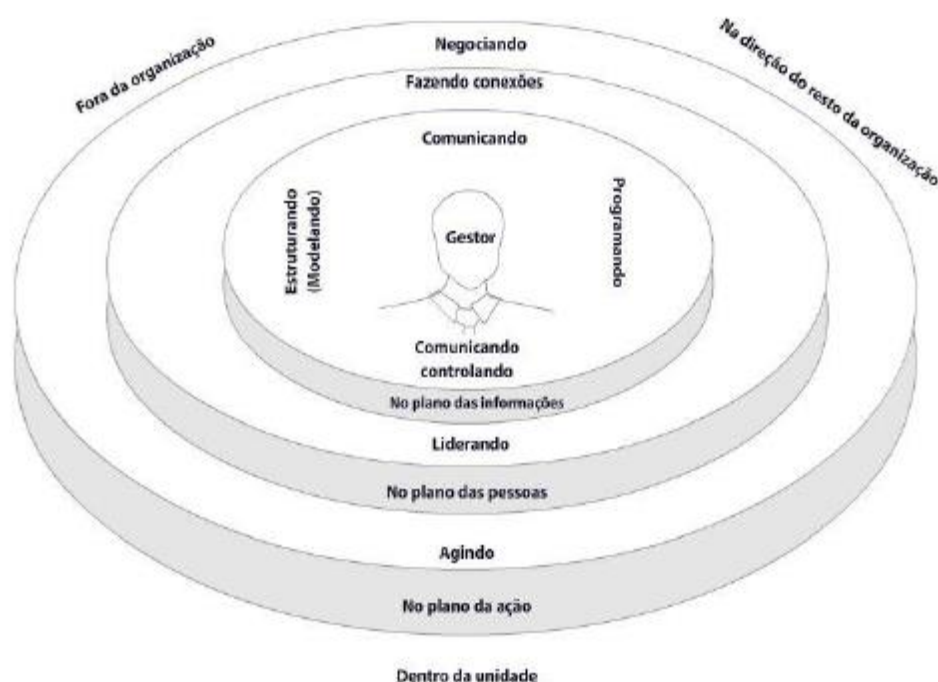 Fora da organização
Na direção do resto da organização
Negociando
Fazendo conexões
Comunicando
Estruturando
(Modelando)
Gestor
Programando
Comunicando
controlando
No plano das informações
Liderando
No plano das pessoas
Agindo
No plano da ação
Dentro da unidade